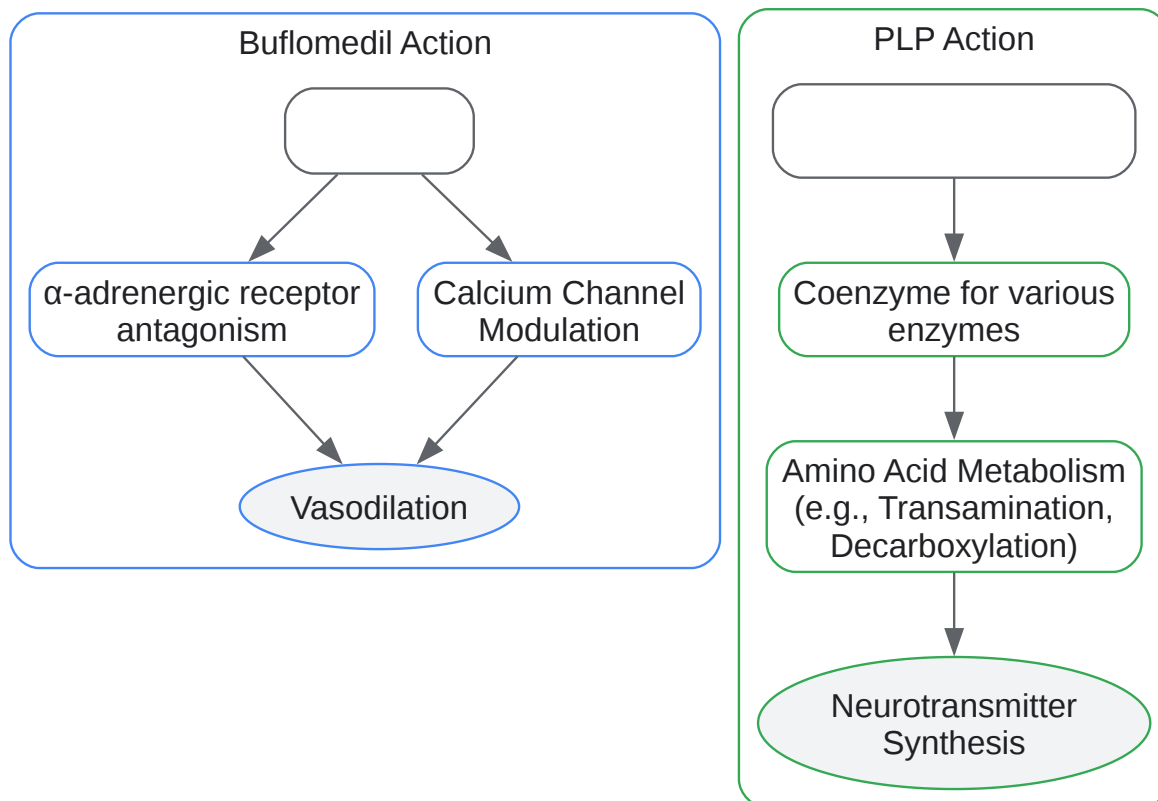 Buflomedil Action
α-adrenergic receptor
antagonism
Calcium Channel
Modulation
Vasodilation
PLP Action
Coenzyme for various
enzymes
Amino Acid Metabolism
(e.g., Transamination,
Decarboxylation)
Neurotransmitter
Synthesis